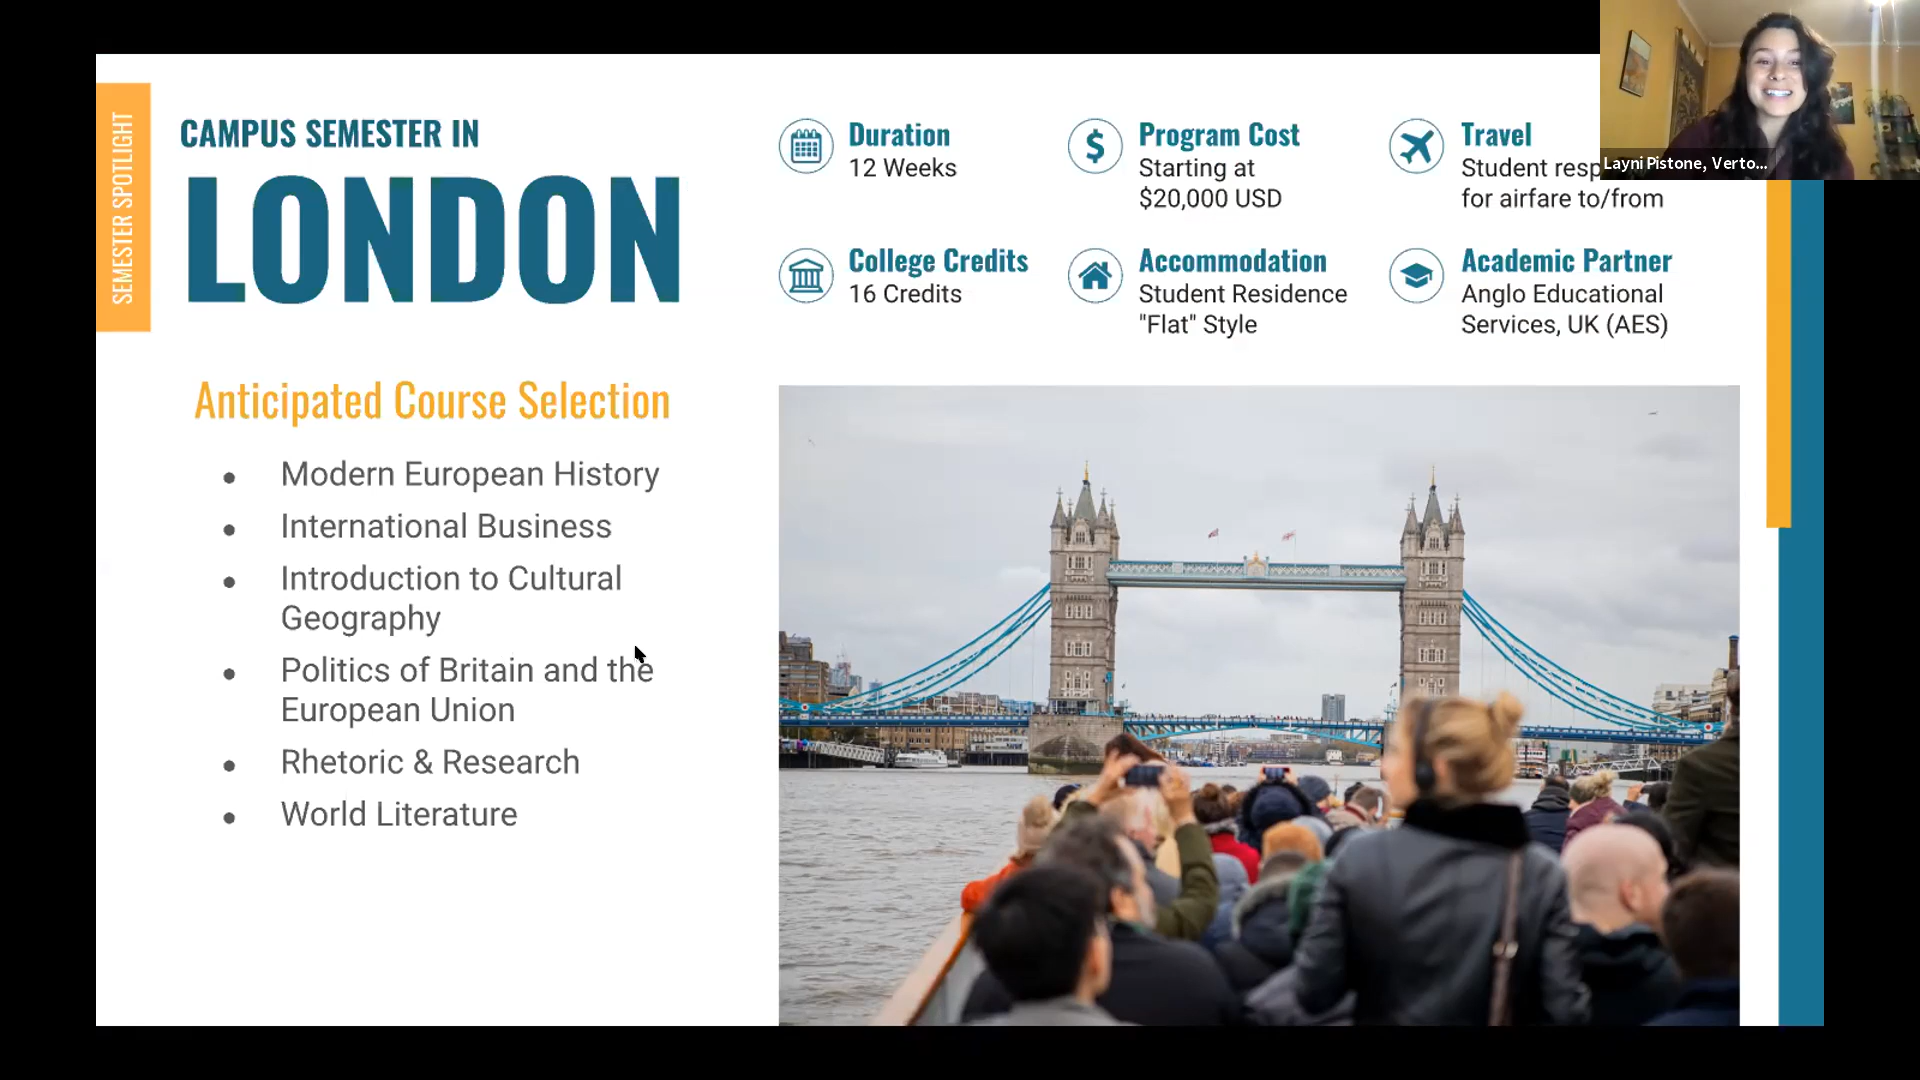 SEMESTER SPOTLIGHT
CAMPUS SEMESTER IN
LONDON
Duration
12 Weeks
Program Cost
Starting at
$20,000 USD
Travel
Student
for airfare to/from
College Credits
16 Credits
Accommodation
Student Residence
"Flat" Style
Academic Partner
Anglo Educational
Services, UK (AES)
Anticipated Course Selection
Modern European History
International Business
Introduction to Cultural
Geography
Politics of Britain and the
European Union
Rhetoric & Research
World Literature
Layni Pistone, Verto...